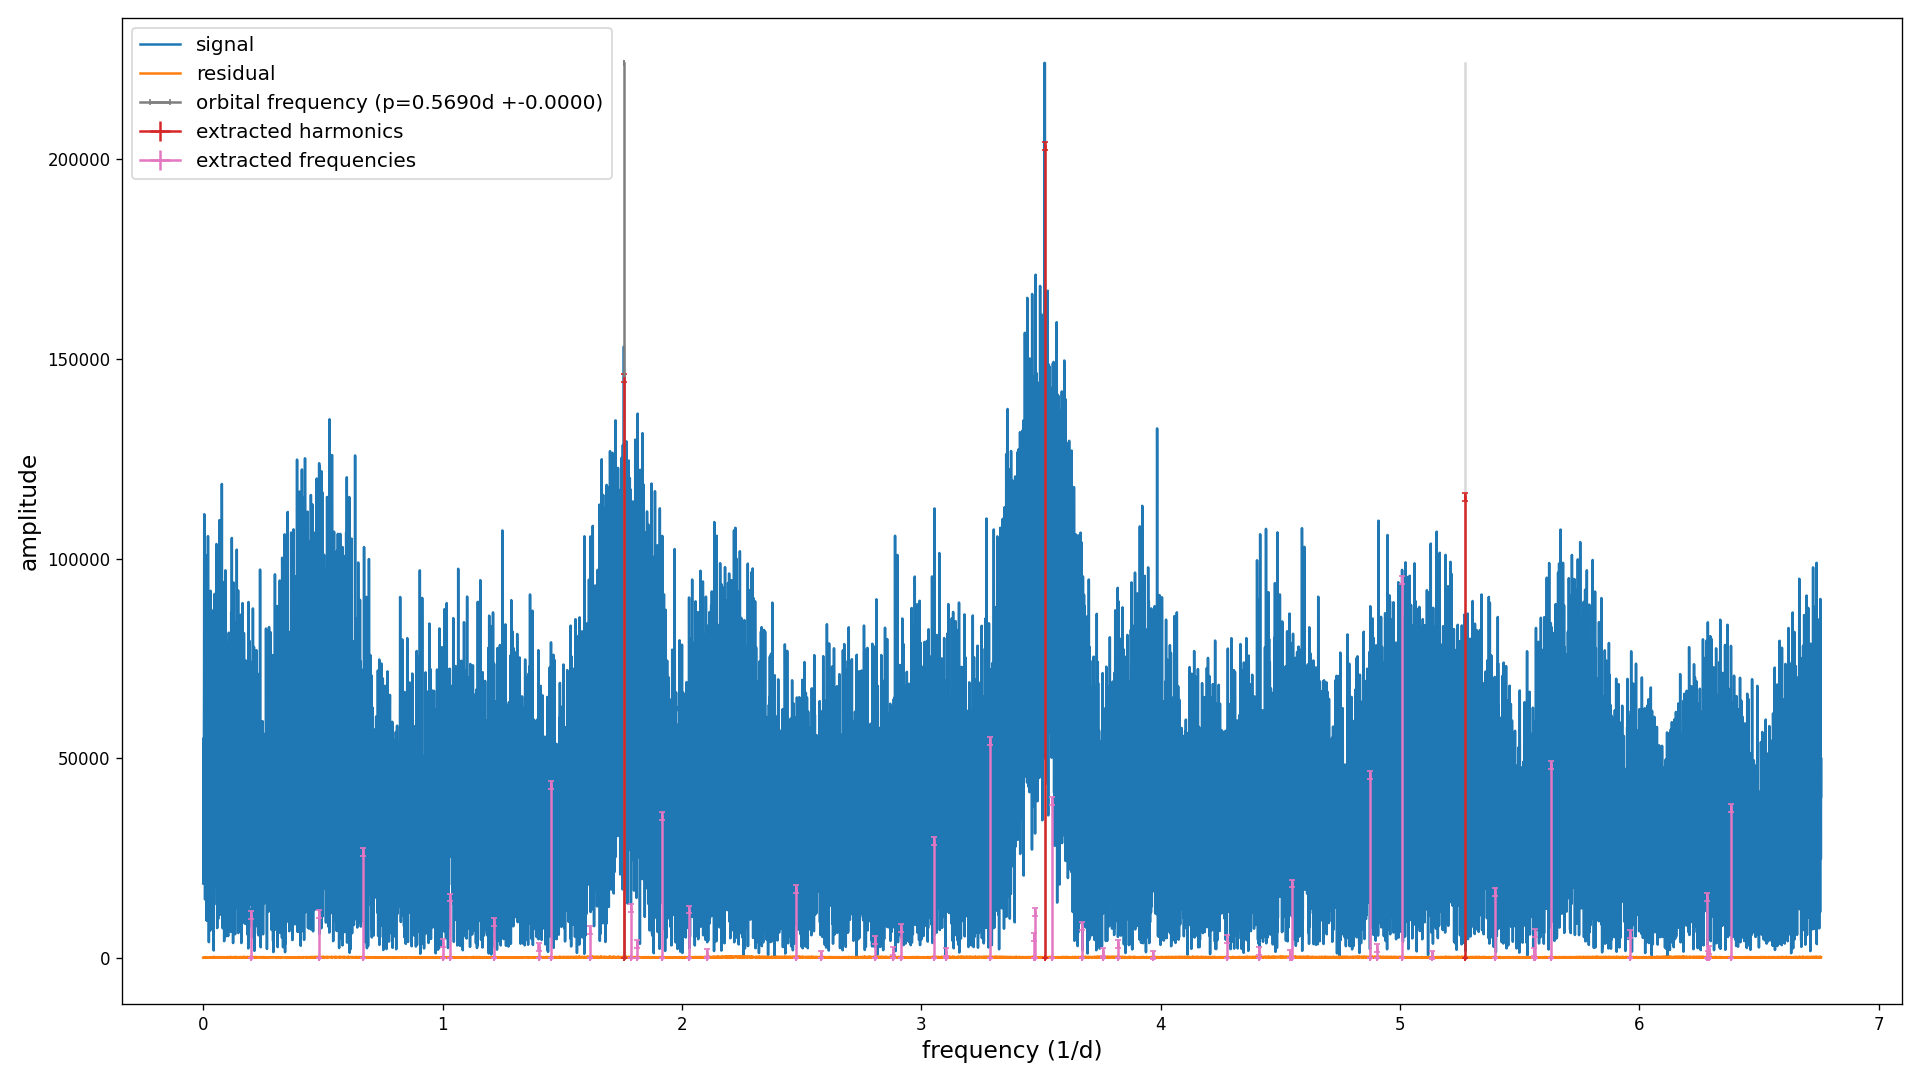 signal
residual
orbital frequency (p=0.5690d +-0.0000)
extracted harmonics
extracted frequencies
200000
150000
100000
50000
0
amplitude
0 1 2 3 4 5 6 7
frequency (1/d)